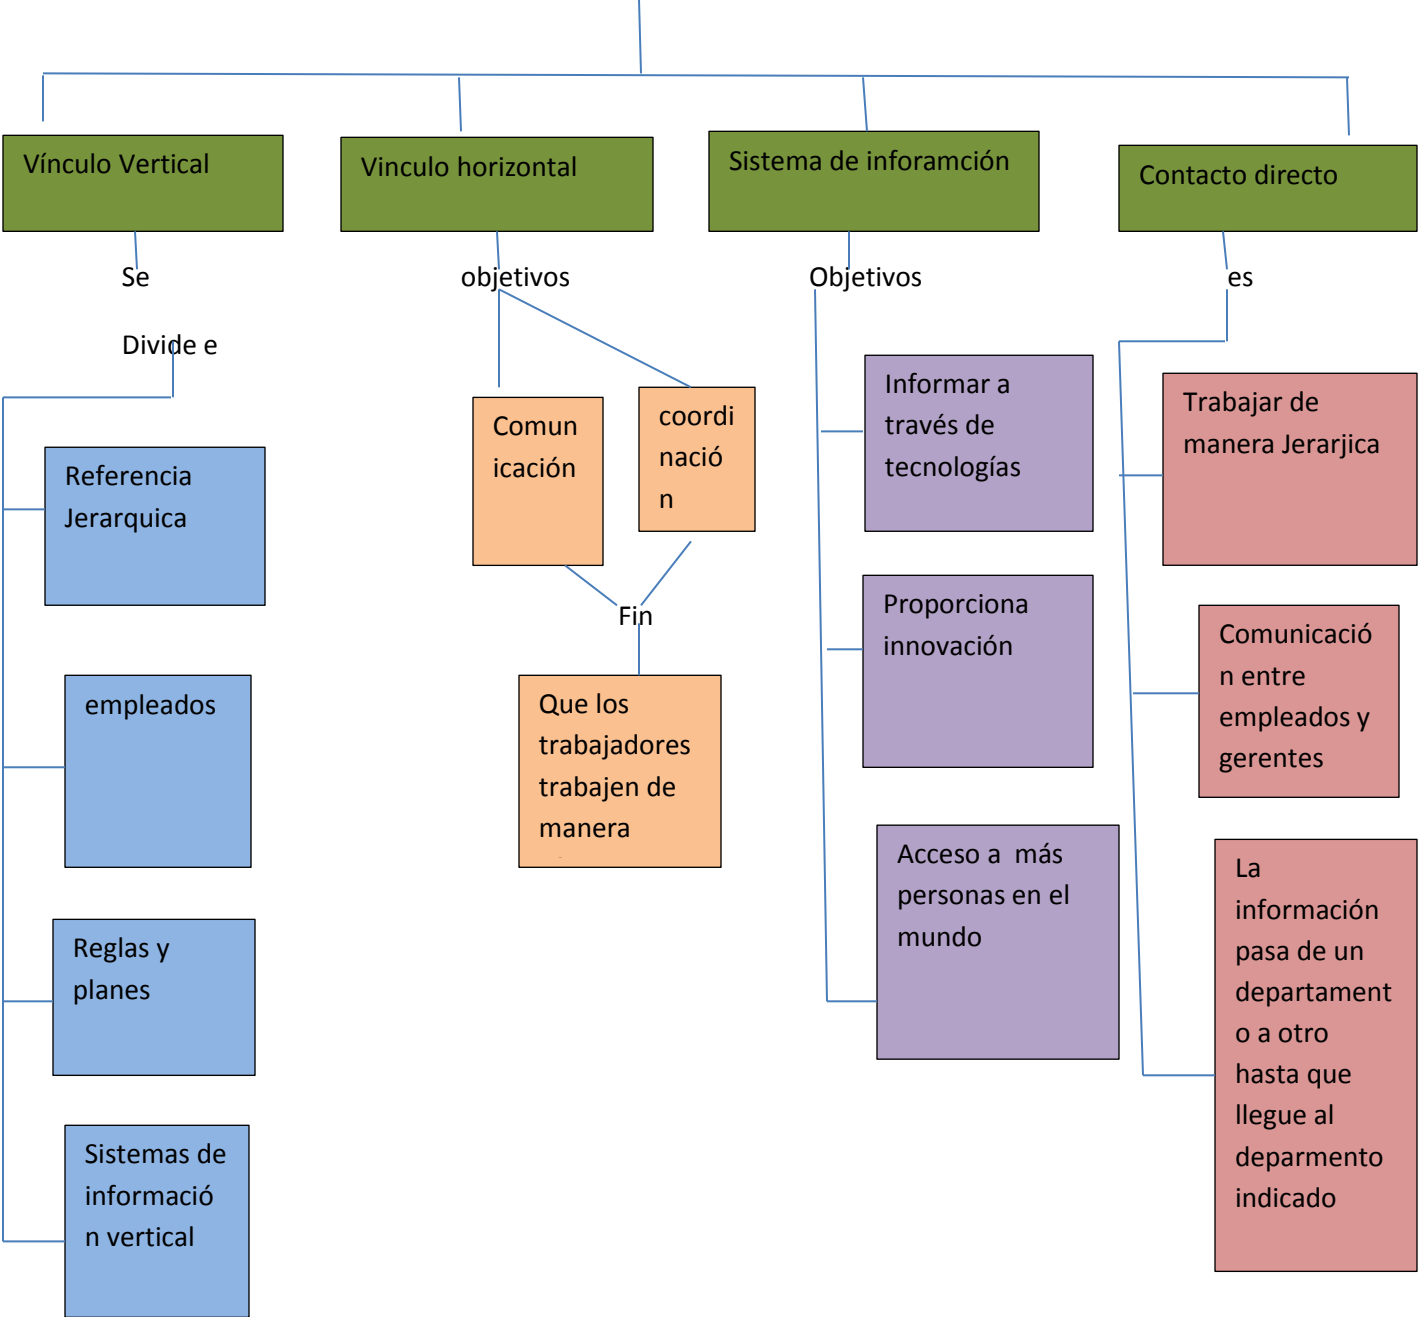 Vínculo Vertical
Se
Divide e
Referencia
Jerarquica
empleados
Reglas y
planes
Sistemas de
informació
n vertical
Vinculo horizontal
objetivos
Comun
icación
coordi
nació
n
Fin
Que los
trabajadores
trabajen de
manera
Sistema de inforamción
Objetivos
Informar a
través de
tecnologías
Proporciona
innovación
Acceso a  más
personas en el
mundo
Contacto directo
es
Trabajar de
manera Jerarjica
Comunicació
n entre
empleados y
gerentes
La
información
pasa de un
departament
o a otro
hasta que
llegue al
deparmento
indicado